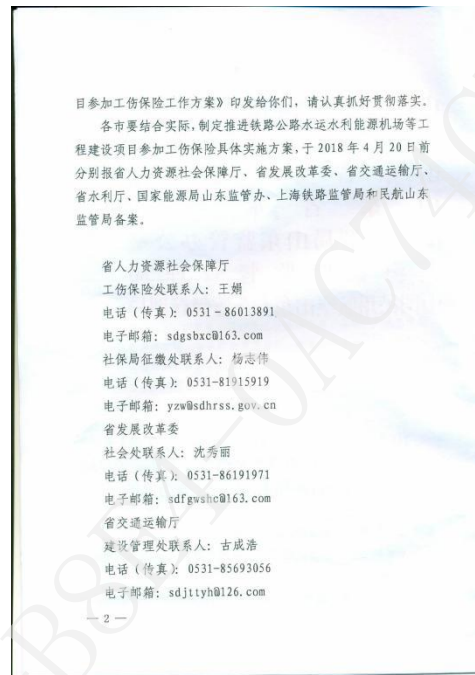 目参加工伤保险工作方案》印发给你们，请认真抓好贯彻落实。
各市要结合实际，制定推进铁路公路水运水利能源机场等工
程建设项目参加工伤保险具体实施方案，于 2018 年 4 月 20 日前
分别报省人力资源社会保障厅、省发展改革委、省交通运输厅、
省水利厅、国家能源局山东监管办、上海铁路监管局和民航山东
监管局备案。
省人力资源社会保障厅
工伤保险处联系人：王娟
电话（传真）：0531－86013891
电子邮箱：sdgsbxc@163.com
社保局征缴处联系人：杨志伟
电话（传真）：0531-81915919
电子邮箱：yzw@sdhrss.gov.cn
省发展改革委
社会处联系人：沈秀丽
电话（传真）：0531-86191971
电子邮箱：sdfgwshc@163.com
省交通运输厅
建设管理处联系人：古成浩
电话（传真）：0531-85693056
电子邮箱：sdjttyh@126.com
— 2 —